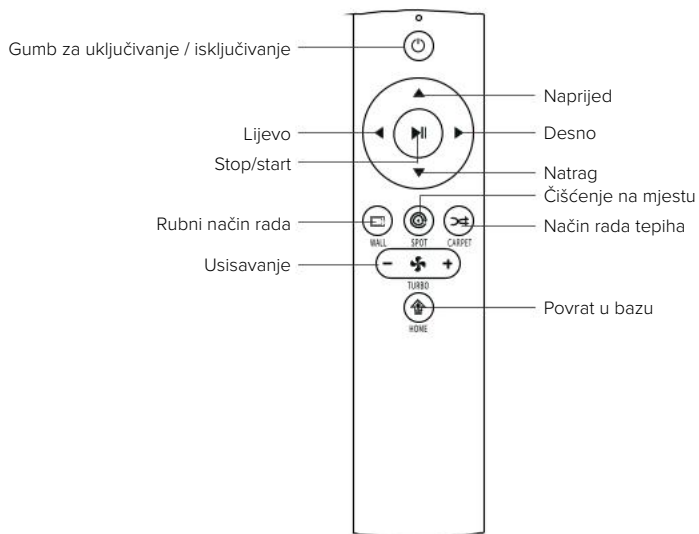 Gumb za uključivanje / isključivanje
Naprijed
Lijevo
Desno
Stop/start
Natrag
Čišćenje na mjestu
Rubni način rada
Način rada tepiha
WALL
SPOT
CARPET
Usisavanje
TURBO
Povrat u bazu
HOME